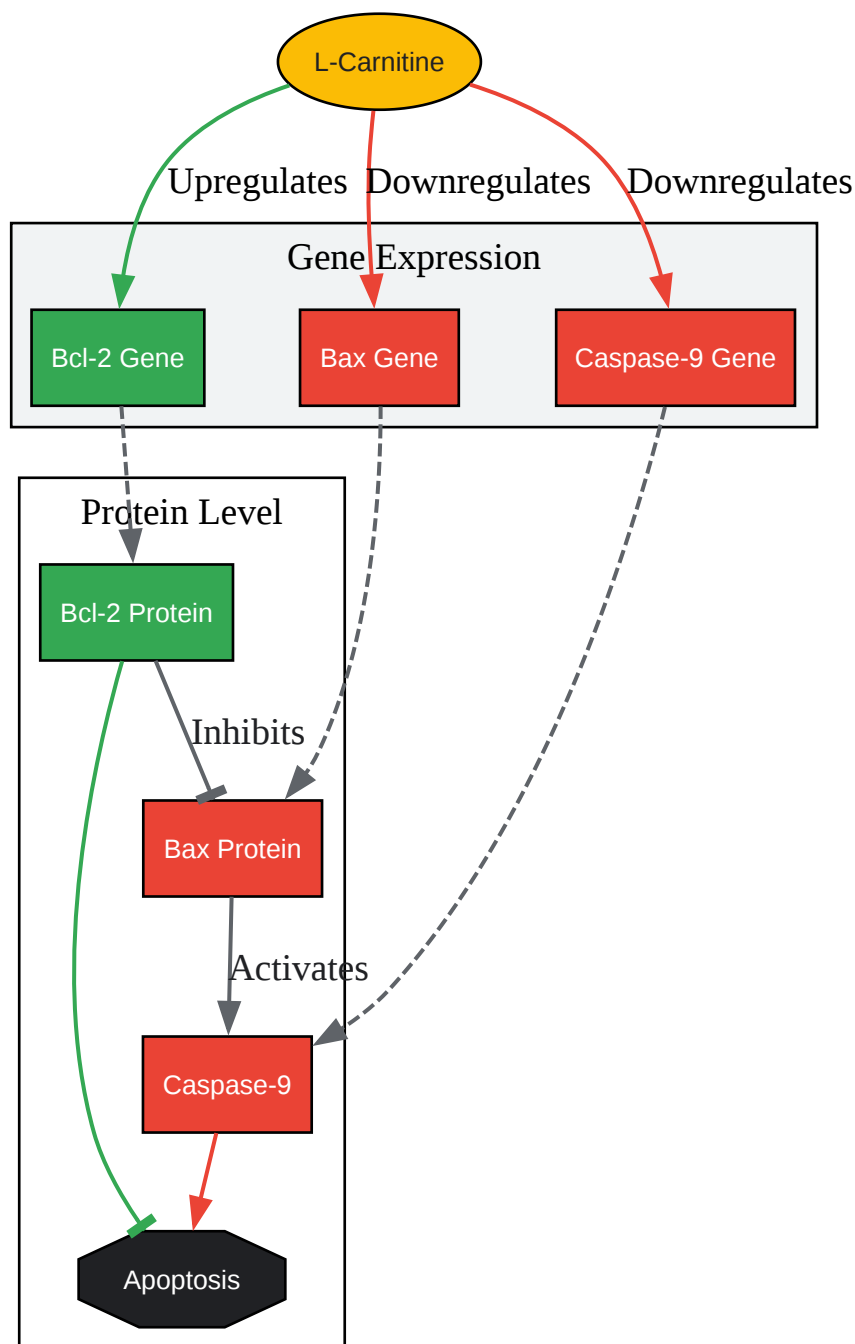 L-Carnitine
Upregulates
Downregulates
Downregulates
Gene Expression
Bcl-2 Gene
Bax Gene
Caspase-9 Gene
Protein Level
Bcl-2 Protein
Inhibits
Bax Protein
Activates
Caspase-9
Apoptosis